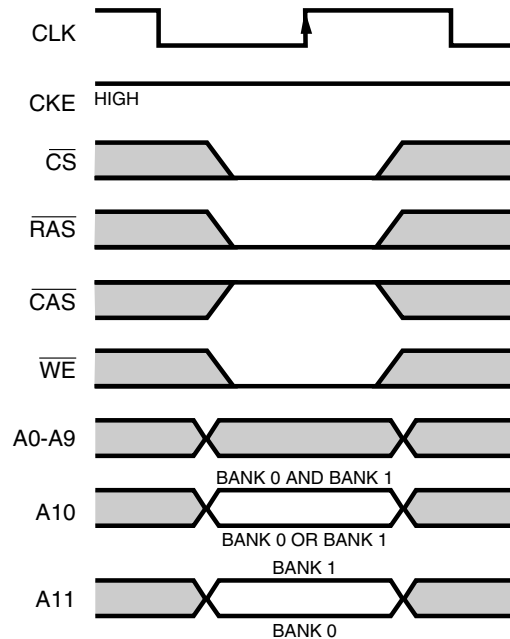 CLK
CKE HIGH
CS
RAS
CAS
WE
A0-A9
BANK 0 AND BANK 1
A10
BANK 0 OR BANK 1
BANK 1
A11
BANK 0